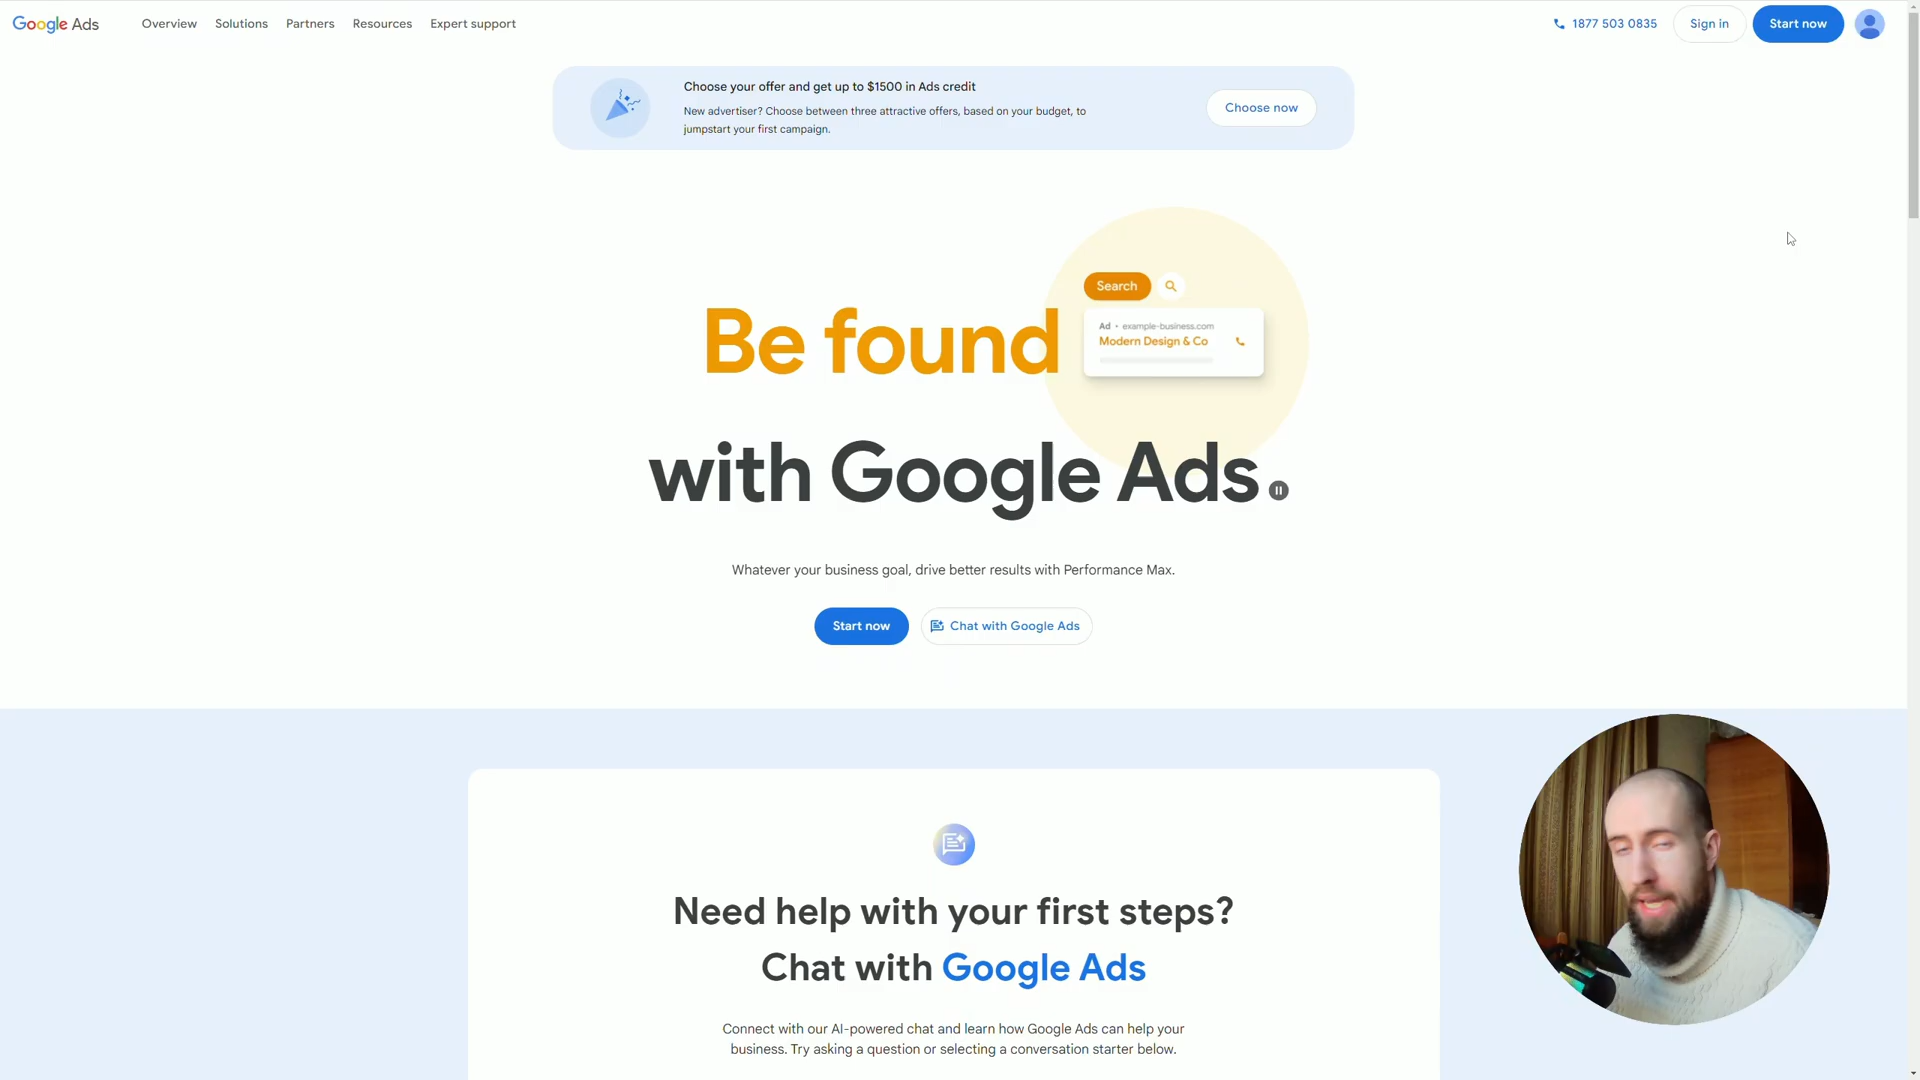 Google Ads
Overview
Solutions
Partners
Resources
Expert support
1877 503 0835
Sign in
Start now
Choose your offer and get up to $1500 in Ads credit
New advertiser? Choose between three attractive offers, based on your budget, to
jumpstart your first campaign.
Choose now
Search
Ad • example-business.com
Modern Design & Co
Be found
with Google Ads.
Whatever your business goal, drive better results with Performance Max.
Start now
Chat with Google Ads
Need help with your first steps?
Chat with Google Ads
Connect with our AI-powered chat and learn how Google Ads can help your
business. Try asking a question or selecting a conversation starter below.